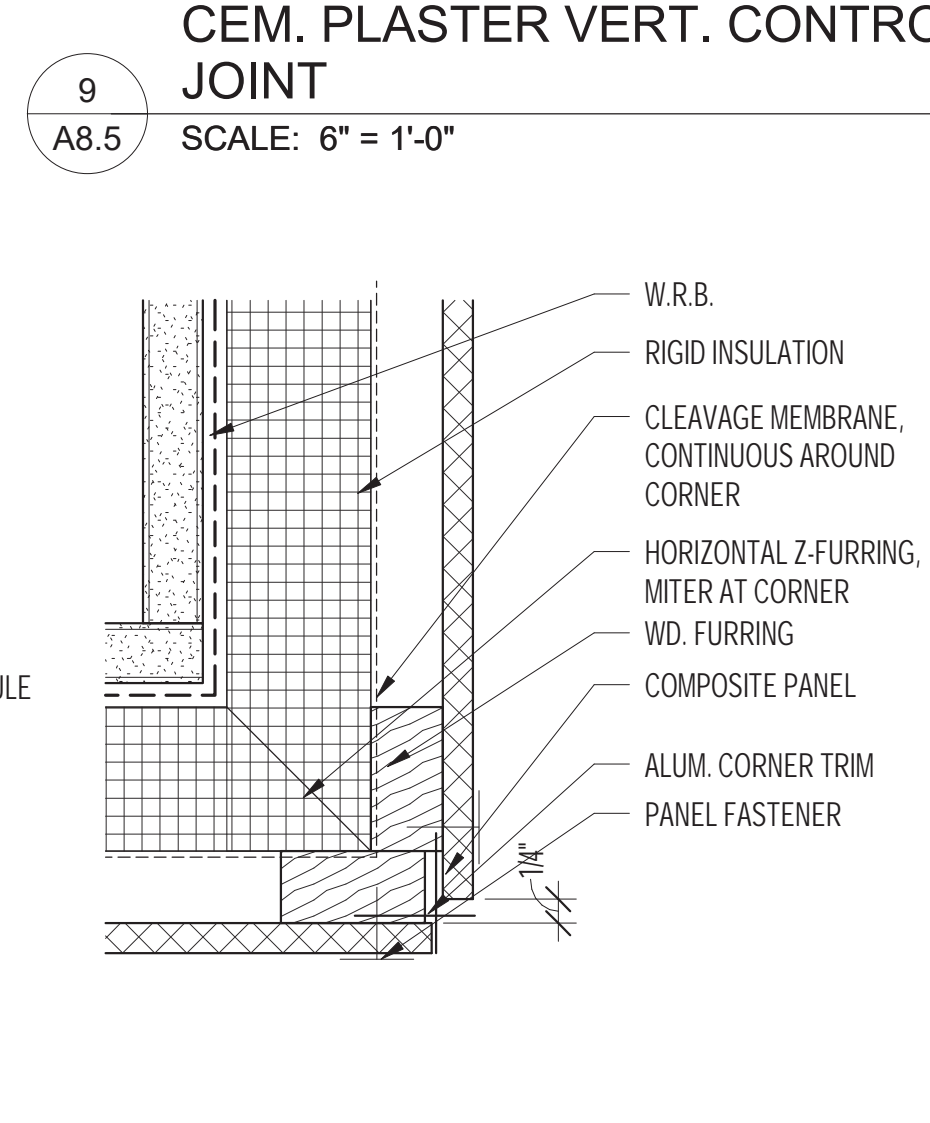 CEM. PLASTER VERT. CONTRO
JOINT
9
A8.5
SCALE: 6" = 1'-0"
W.R.B.
RIGID INSULATION
CLEAVAGE MEMBRANE,
CONTINUOUS AROUND
CORNER
HORIZONTAL Z-FURRING,
MITER AT CORNER
WD. FURRING
ULE
COMPOSITE PANEL
ALUM. CORNER TRIM
PANEL FASTENER
1/4"